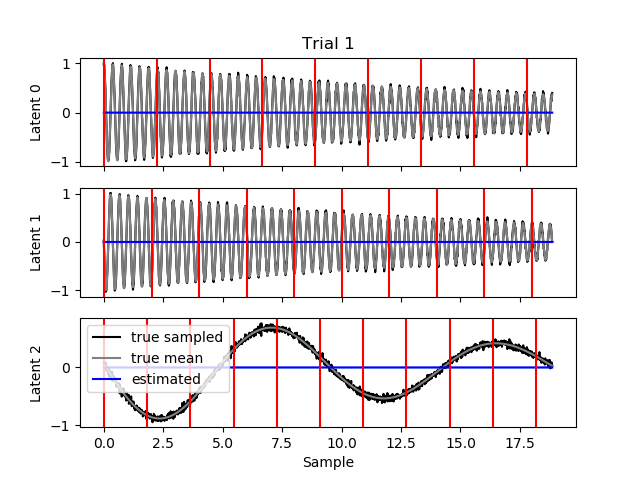 Trial 1
Latent 0
1
0
−1
Latent 1
1
0
−1
Latent 2
0
−1
true sampled
true mean
estimated
0.0 2.5 5.0 7.5 10.0 12.5 15.0 17.5
Sample